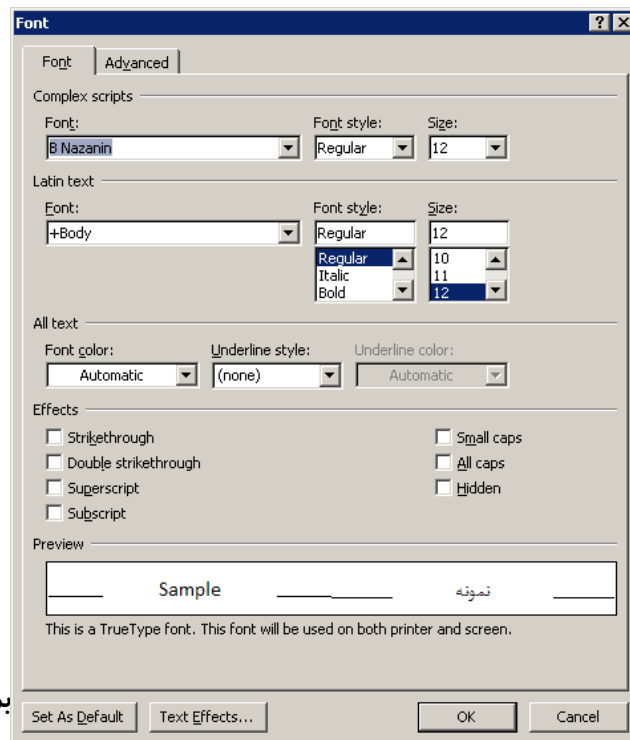 Font
Font Advanced
Complex scripts
Font: Font style: Size:
B Nazanin Regular 12
Latin text
Font: Font style: Size:
+Body Regular 12
Regular 10
Italic 11
Bold 12
All text
Font color: Underline style: Underline color:
Automatic (none) Automatic
Effects
Strikethrough Small caps
Double strikethrough All caps
Superscript Hidden
Subscript
Preview
Sample نمونه
This is a TrueType font. This font will be used on both printer and screen.
Set As Default Text Effects... OK Cancel